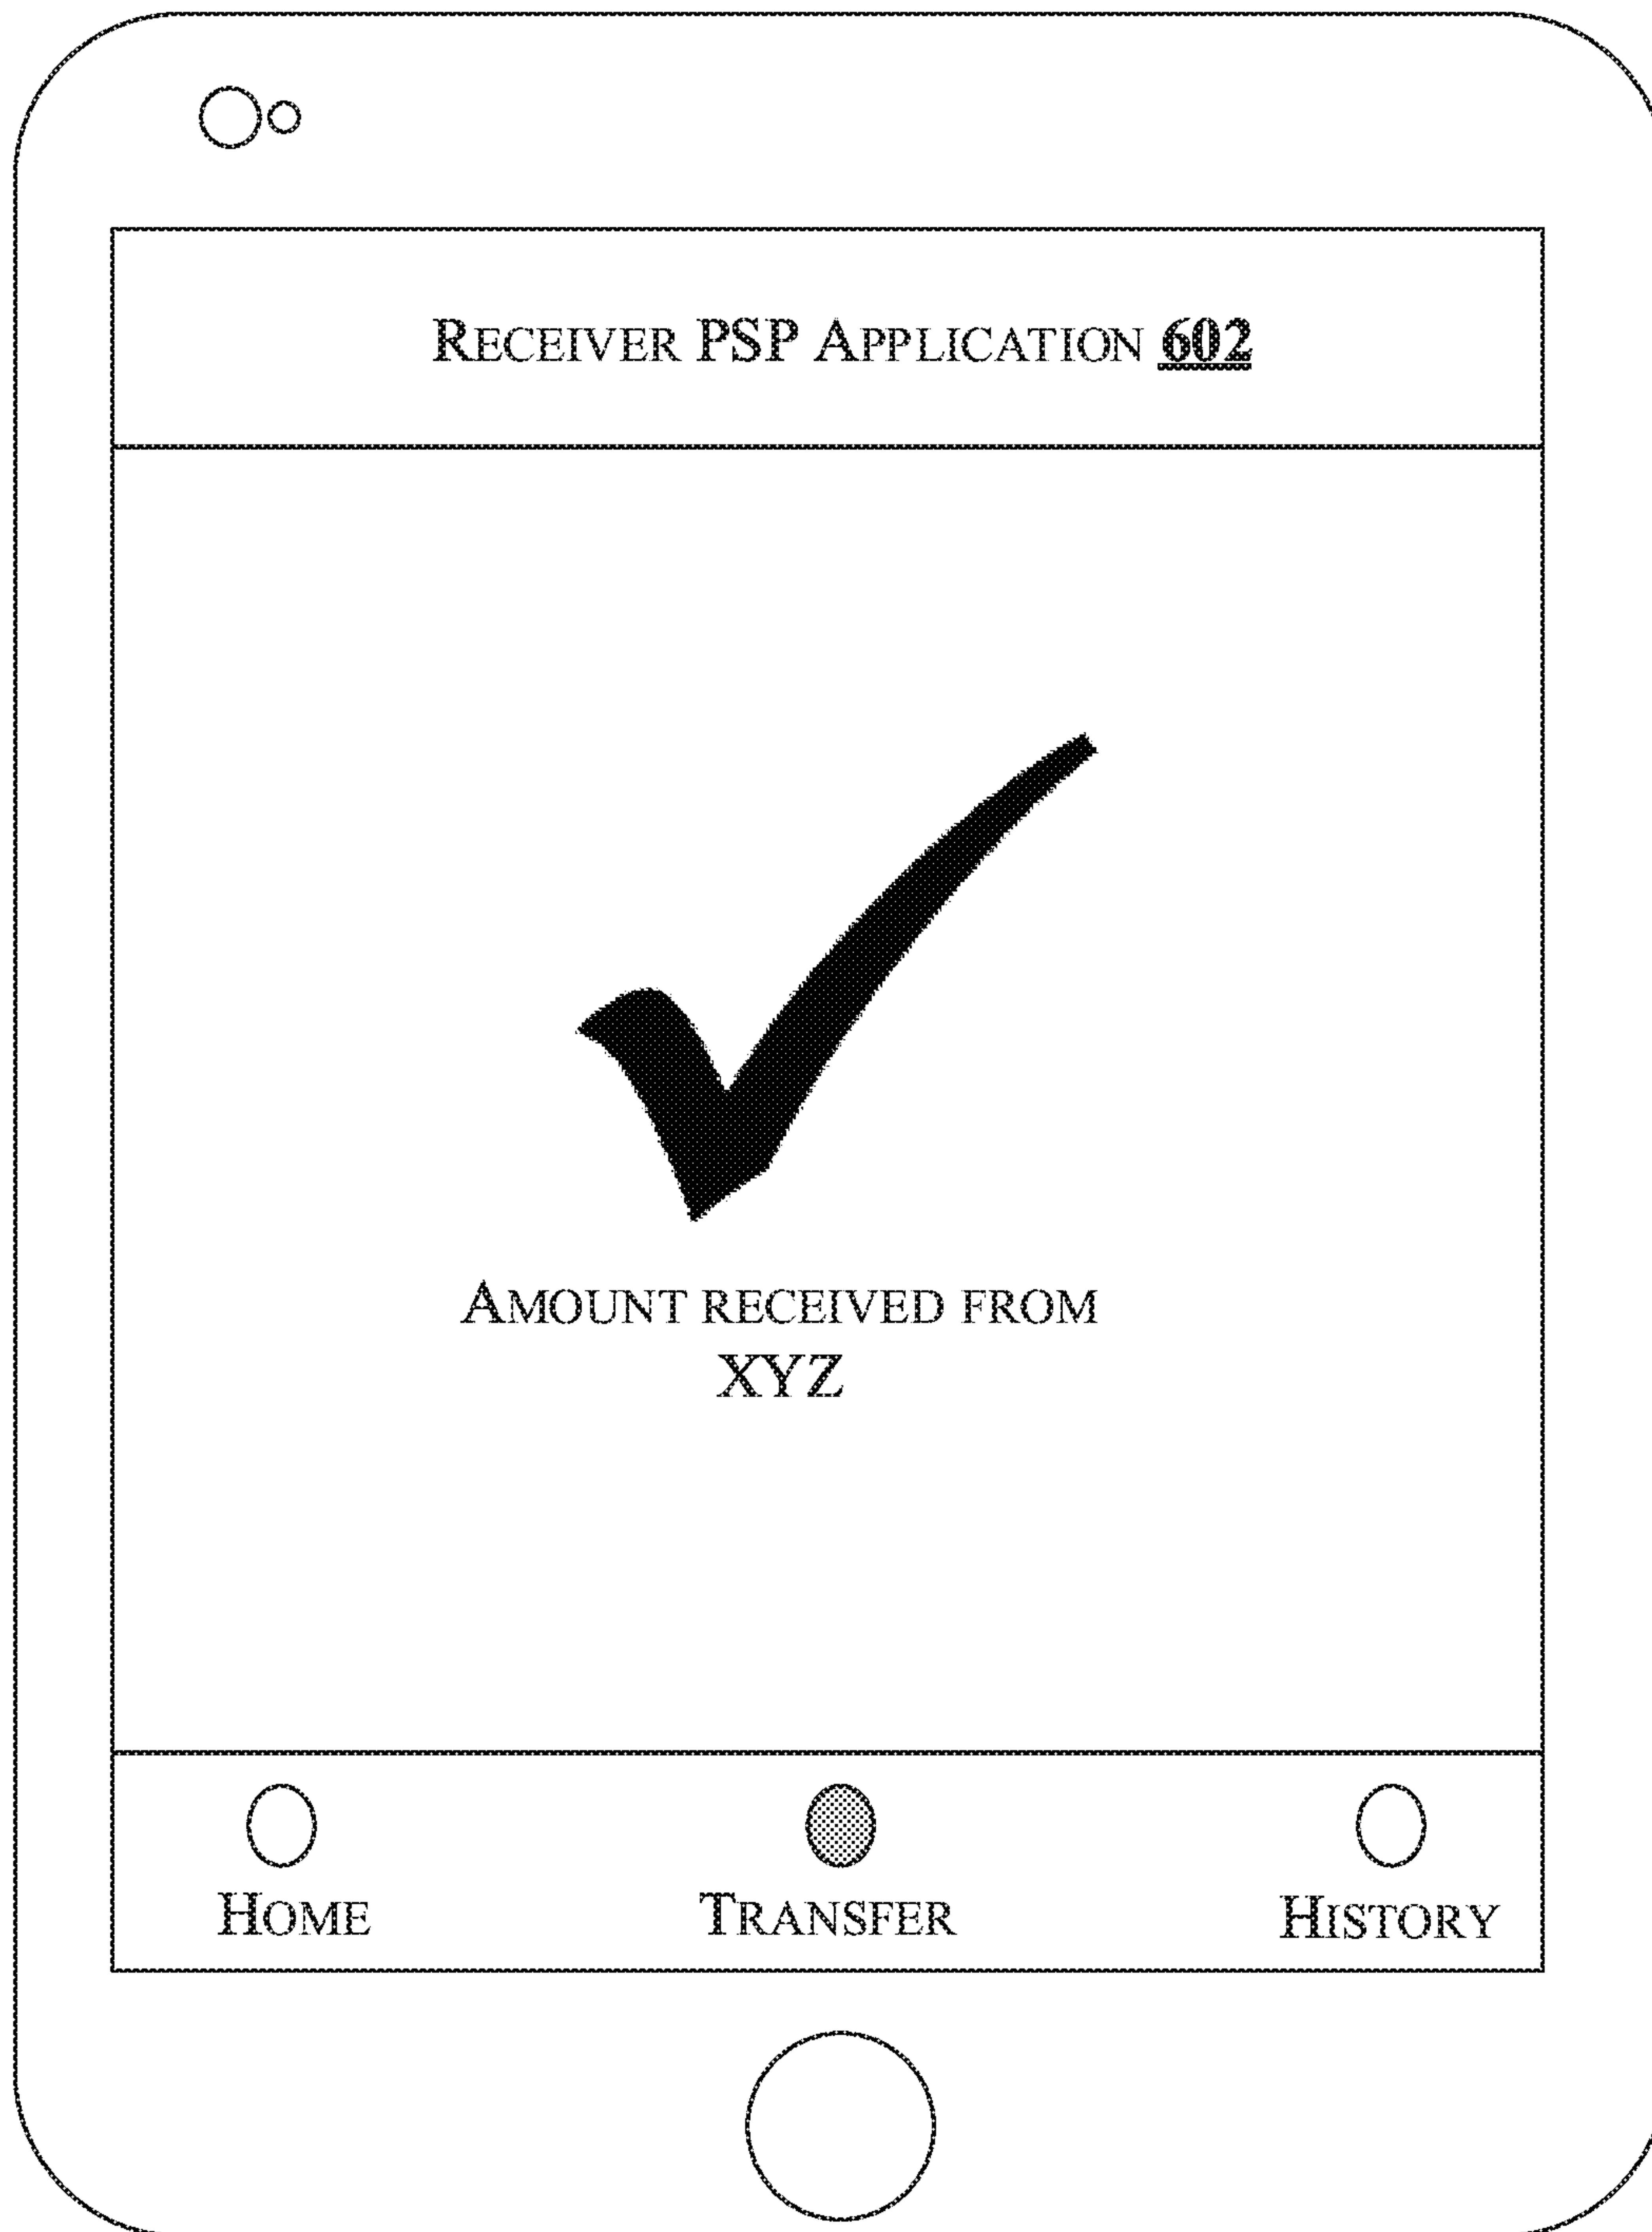 RECEIVER PSP APPLICATION 602
AMOUNT RECEIVED FROM
XYZ
HOME
TRANSFER
HISTORY